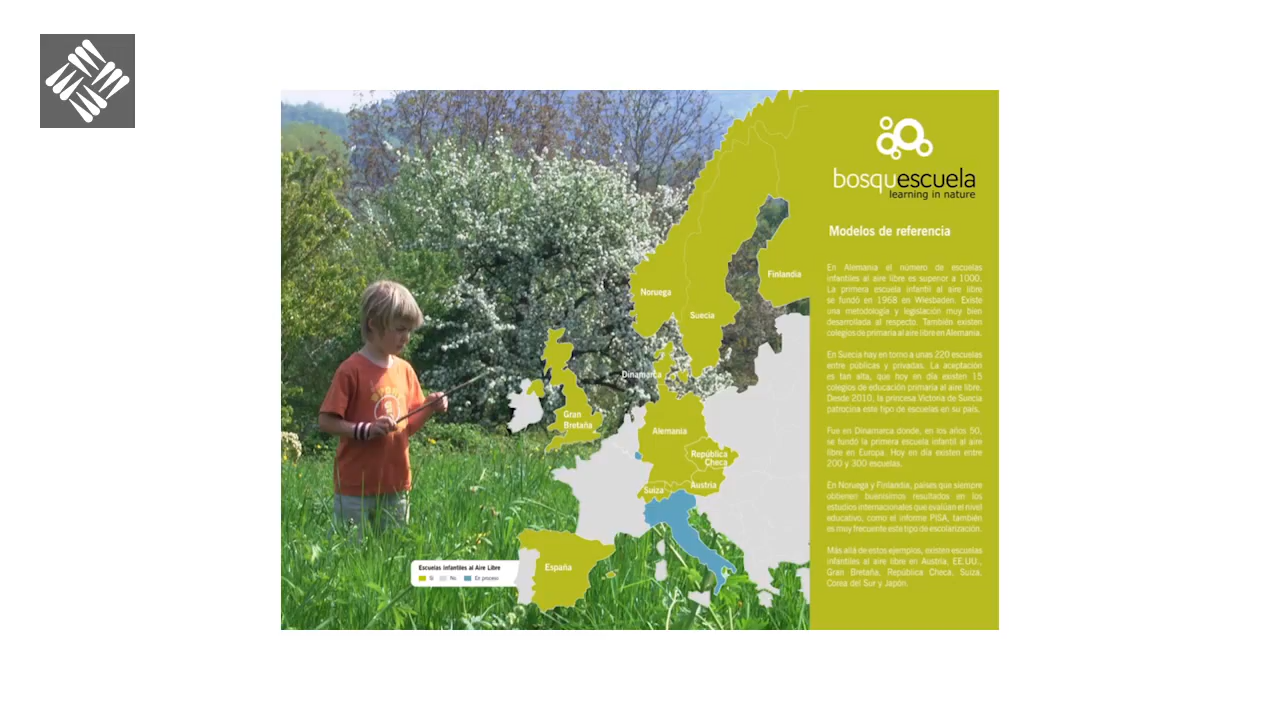 bosquescuela
learning in nature
Modelos de referencia
En Alemania el número de escuelas
infantiles al aire libre es superior a 1000.
La primera escuela infantil al aire libre
se fundó en 1968 en Wiesbaden. Existe
una metodología y legislación muy bien
desarrollada al respecto. También existen
colegios de primaria al aire libre en Alemania.
En Suecia hay en torno a unas 220 escuelas
entre públicas y privadas. La aceptación
es tan alta, que hoy en día existen 15
colegios de educación primaria al aire libre.
Desde 2010, la princesa Victoria de Suecia
patrocina este tipo de escuelas en su país.
Fue en Dinamarca donde, en los años 50,
se fundó la primera escuela infantil al aire
libre en Europa. Hoy en día existen entre
200 y 300 escuelas.
En Noruega y Finlandia, países que siempre
obtienen buenísimos resultados en los
estudios internacionales que evalúan el nivel
educativo, como el informe PISA, también
es muy frecuente este tipo de escolarización.
Más allá de estos ejemplos, existen escuelas
infantiles al aire libre en Austria, EE.UU.,
Gran Bretaña, República Checa, Suiza,
Corea del Sur y Japón.
Finlandia
Noruega
Suecia
Dinamarca
Gran
Bretaña
Alemania
República
Checa
Austria
Suiza
España
Escuelas infantiles al Aire Libre
Sí No En proceso